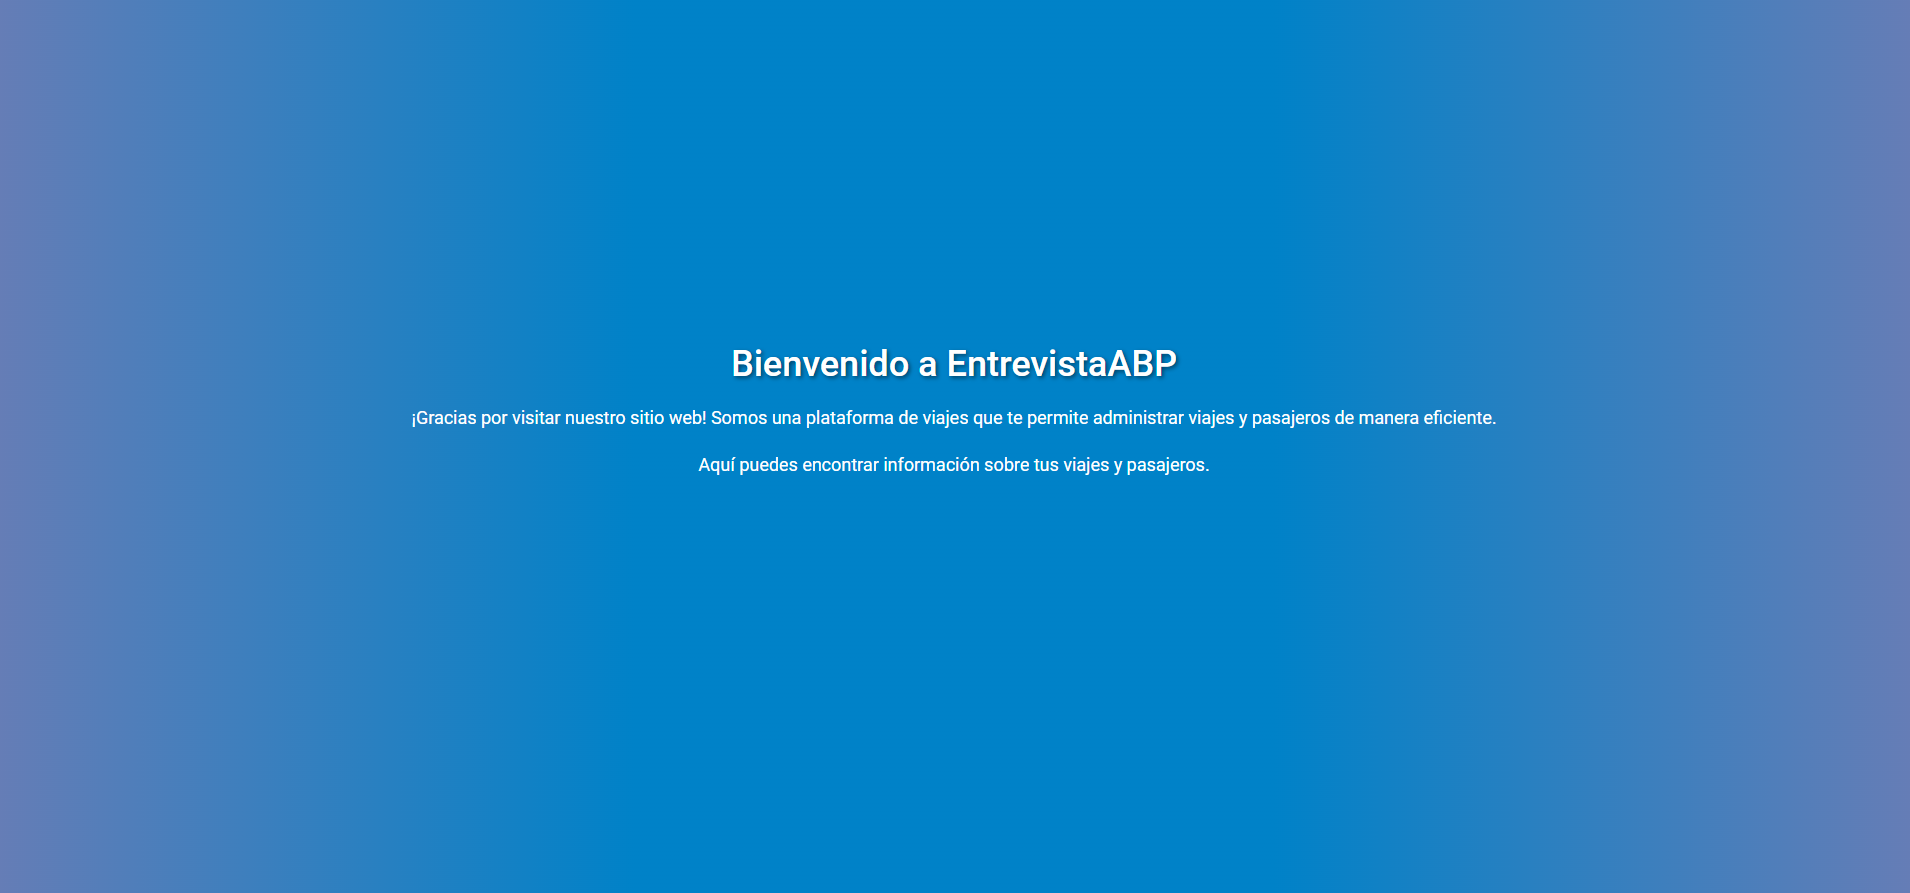 Bienvenido a EntrevistaABP
¡Gracias por visitar nuestro sitio web! Somos una plataforma de viajes que te permite administrar viajes y pasajeros de manera eficiente.
Aquí puedes encontrar información sobre tus viajes y pasajeros.